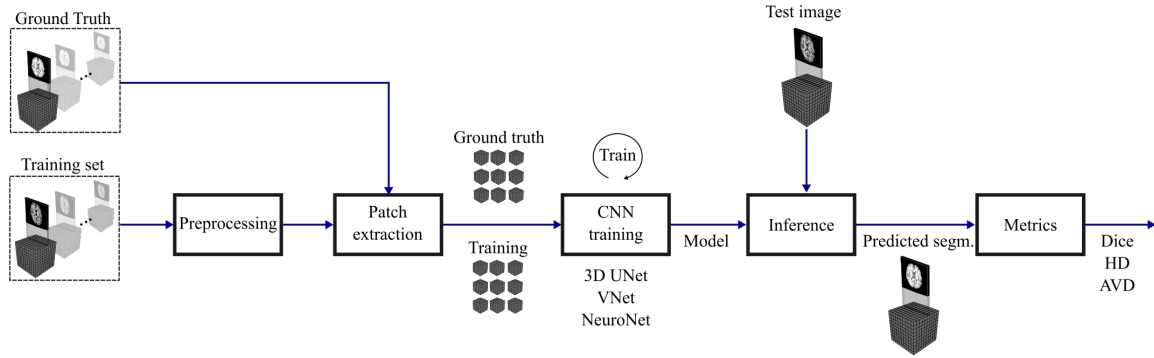 Ground Truth
Test image
Training set
Preprocessing
Patch
extraction
Ground truth
Training
Train
CNN
training
3D UNet
VNet
NeuroNet
Model
Inference
Predicted segm.
Metrics
Dice
HD
AVD